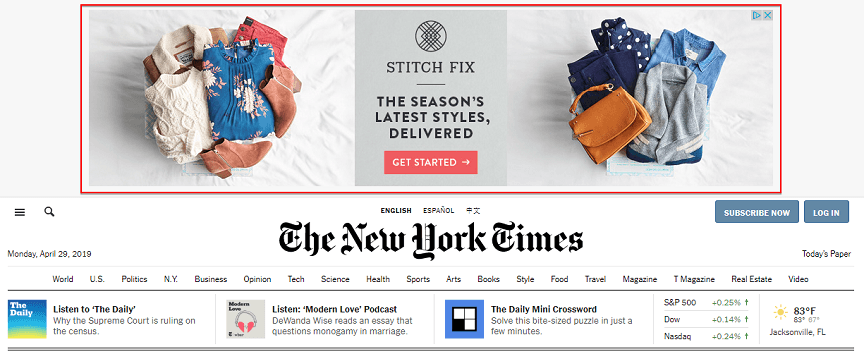 STITCH FIX
THE SEASON'S
LATEST STYLES,
DELIVERED
GET STARTED →
ENGLISH ESPAÑOL 中文
SUBSCRIBE NOW LOG IN
The New York Times
Monday, April 29, 2019
Today's Paper
World U.S. Politics N.Y. Business Opinion Tech Science Health Sports Arts Books Style Food Travel Magazine T Magazine Real Estate Video
The
Daily
Listen to 'The Daily'
Why the Supreme Court is ruling on
the census.
Modern
Love
Listen: 'Modern Love' Podcast
DeWanda Wise reads an essay that
questions monogamy in marriage.
The Daily Mini Crossword
Solve this bite-sized puzzle in just a
few minutes.
S&P 500 +0.25% ↑
Dow +0.14% ↑
Nasdaq +0.24% ↑
83°F
83° 67°
Jacksonville, FL